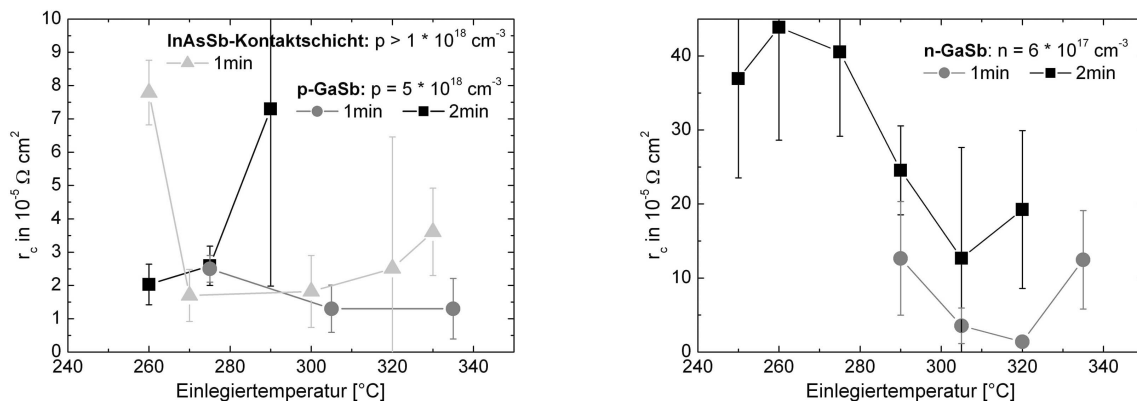 InAsSb-Kontaktschicht: p > 1 * 10^18 cm^-3
1min
p-GaSb: p = 5 * 10^18 cm^-3
1min 2min
r_c in 10^-5 Ω cm^2
10
9
8
7
6
5
4
3
2
1
0
240 260 280 300 320 340
Einlegiertemperatur [°C]
n-GaSb: n = 6 * 10^17 cm^-3
1min 2min
r_c in 10^-5 Ω cm^2
40
30
20
10
0
240 260 280 300 320 340
Einlegiertemperatur [°C]